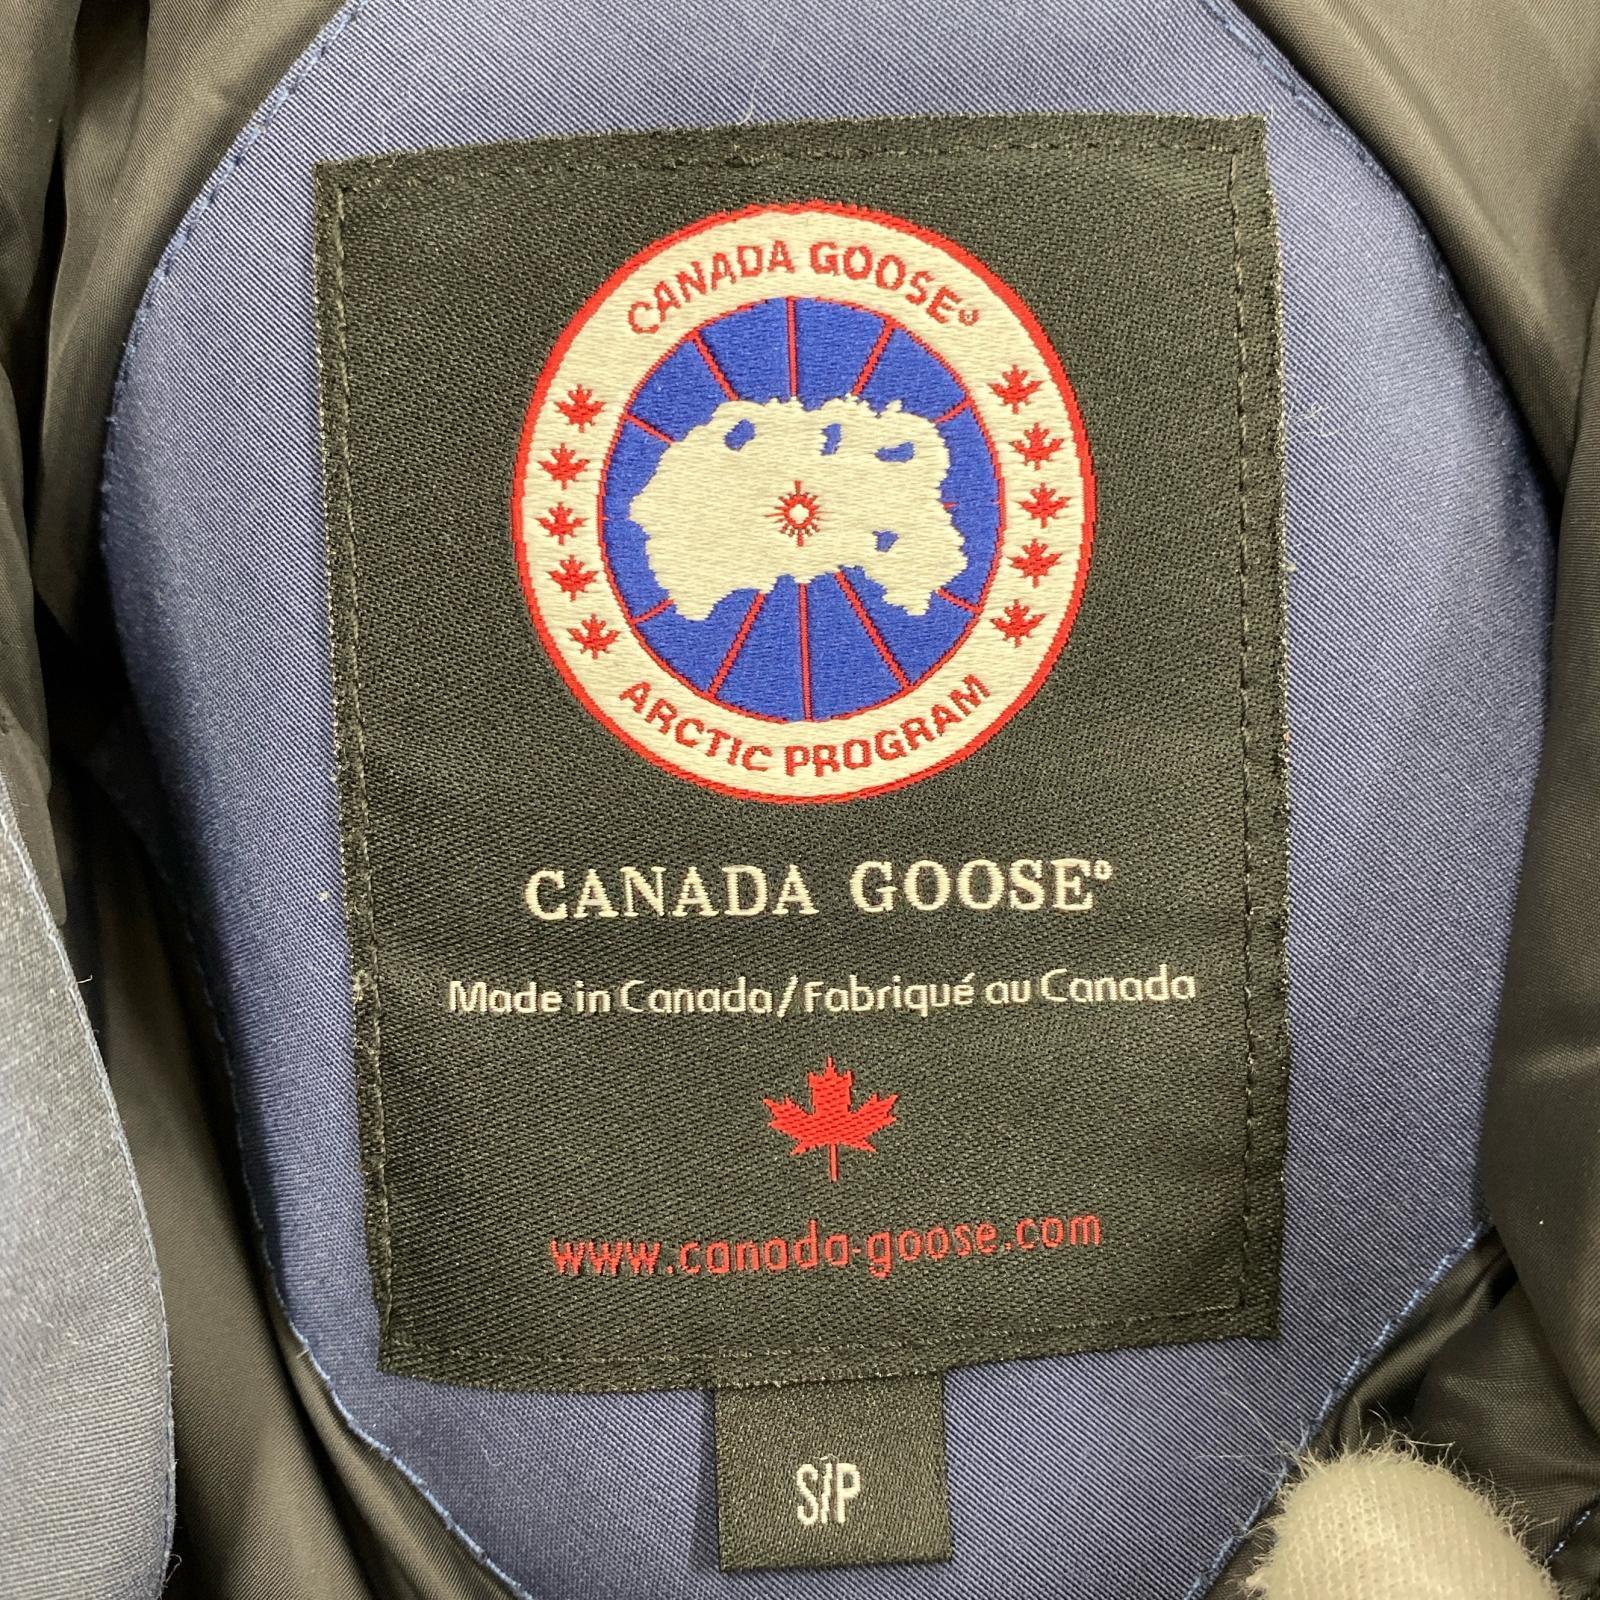 CANADA GOOSE®
ARCTIC PROGRAM
CANADA GOOSE®
Made in Canada/Fabriqué au Canada
www.canada-goose.com
S/P